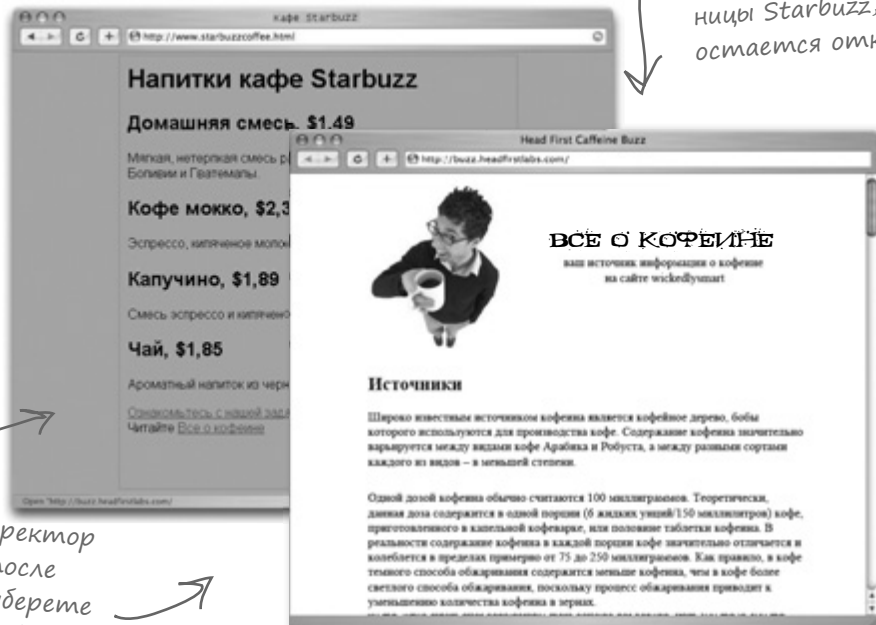 кафе Starbuzz
http://www.starbuzzcoffee.html
Напитки кафе Starbuzz
Домашняя смесь, $1.49
Мягкая, нетерпкая смесь
Боливии и Гватемалы.
Кофе мокко, $2,3
Эспрессо, кипяченое
Капучино, $1,89
Смесь эспрессо и
Чай, $1,85
Ароматный напиток из
Ознакомьтесь с нашей
Читайте Все о кофеине
Open "http://buzz.headfirstlabs.com/
ницы Starbuzz,
остается
Head First Caffeine Buzz
http://buzz.headfirstlabs.com/
ВСЕ О КОФЕИНЕ
ваш источник информации о кофеине
на сайте wickedlysmart
Источники
Широко известным источником кофеина является кофейное дерево, бобы
которого используются для производства кофе. Содержание кофеина значительно
варьируется между видами кофе Арабика и Робуста, а между разными сортами
каждого из видов – в меньшей степени.
Одной дозой кофеина обычно считаются 100 миллиграммов. Теоретически,
данная доза содержится в одной порции (6 жидких унций/150 миллилитров) кофе,
приготовленного в капельной кофеварке, или половине таблетки кофеина. В
реальности содержание кофеина в каждой порции кофе значительно отличается и
колеблется в пределах примерно от 75 до 250 миллиграммов. Как правило, в кофе
темного способа обжаривания содержится меньше кофеина, чем в кофе более
светлого способа обжаривания, поскольку процесс обжаривания приводит к
уменьшению количества кофеина в зернах.
ректор
после
берете